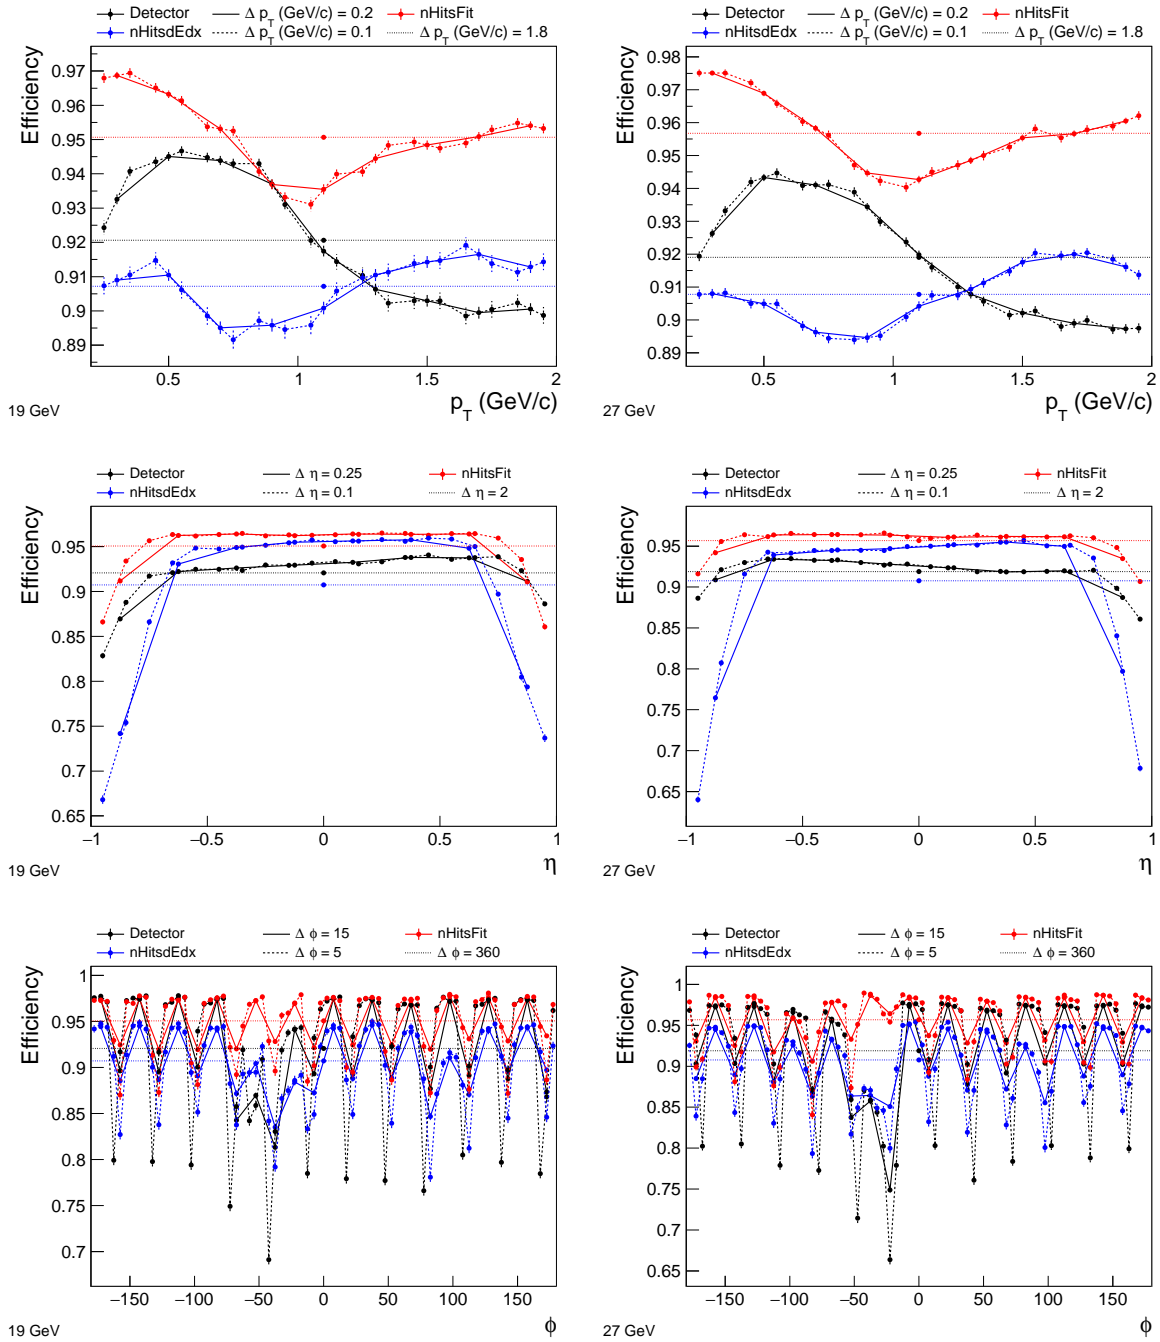 Detector
Δ p_T (GeV/c) = 0.2
nHitsFit
nHitsdEdx
Δ p_T (GeV/c) = 0.1
Δ p_T (GeV/c) = 1.8
Efficiency
0.97
0.96
0.95
0.94
0.93
0.92
0.91
0.9
0.89
0.5 1 1.5 2
p_T (GeV/c)
19 GeV
Detector
Δ p_T (GeV/c) = 0.2
nHitsFit
nHitsdEdx
Δ p_T (GeV/c) = 0.1
Δ p_T (GeV/c) = 1.8
Efficiency
0.98
0.97
0.96
0.95
0.94
0.93
0.92
0.91
0.9
0.89
0.5 1 1.5 2
p_T (GeV/c)
27 GeV
Detector
Δ η = 0.25
nHitsFit
nHitsdEdx
Δ η = 0.1
Δ η = 2
Efficiency
0.95
0.9
0.85
0.8
0.75
0.7
0.65
−1 −0.5 0 0.5 1
η
19 GeV
Detector
Δ η = 0.25
nHitsFit
nHitsdEdx
Δ η = 0.1
Δ η = 2
Efficiency
0.95
0.9
0.85
0.8
0.75
0.7
0.65
−1 −0.5 0 0.5 1
η
27 GeV
Detector
Δ ϕ = 15
nHitsFit
nHitsdEdx
Δ ϕ = 5
Δ ϕ = 360
Efficiency
1
0.95
0.9
0.85
0.8
0.75
0.7
−150 −100 −50 0 50 100 150
ϕ
19 GeV
Detector
Δ ϕ = 15
nHitsFit
nHitsdEdx
Δ ϕ = 5
Δ ϕ = 360
Efficiency
1
0.95
0.9
0.85
0.8
0.75
0.7
0.65
−150 −100 −50 0 50 100 150
ϕ
27 GeV